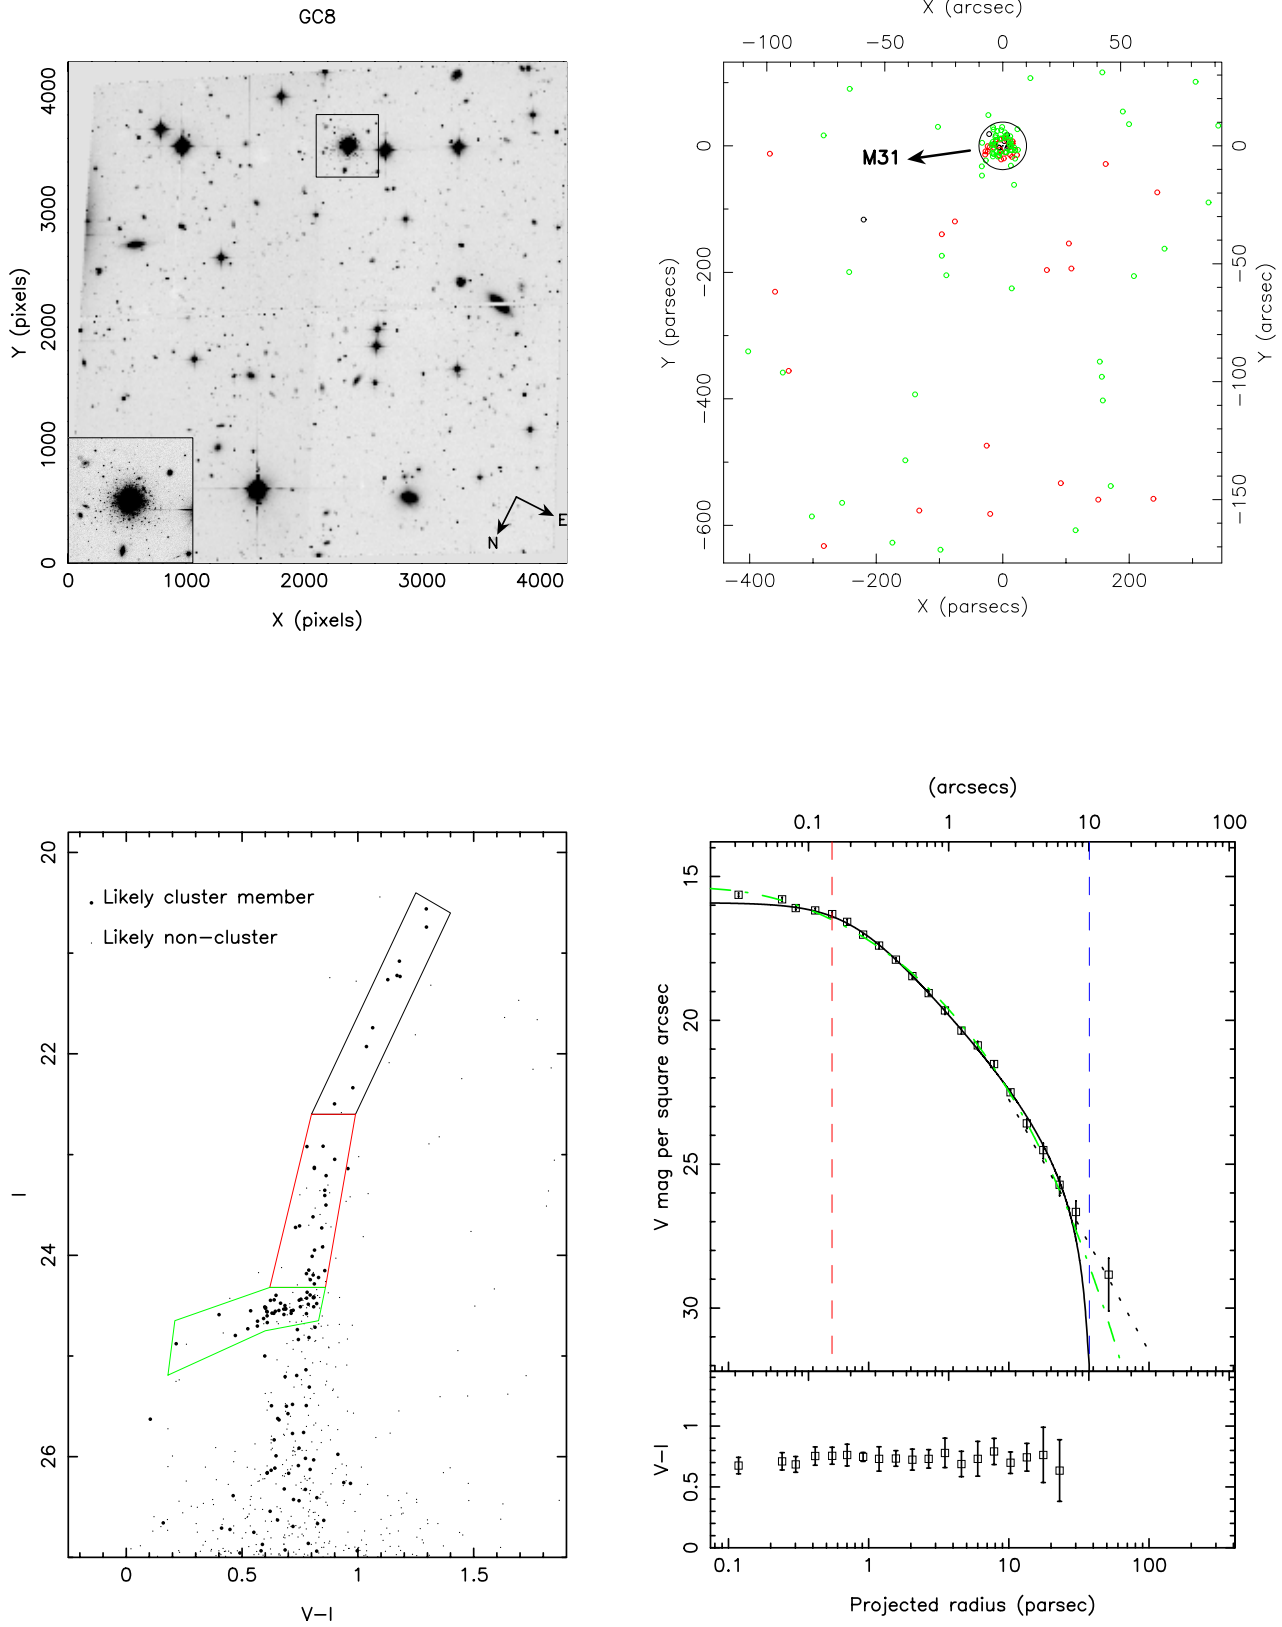 GC8
4000
3000
2000
1000
0
Y (pixels)
N
E
0 1000 2000 3000 4000
X (pixels)
X (arcsec)
−100 −50 0 50
0
−200
−400
−600
Y (parsecs)
M31
0
−50
−100
−150
Y (arcsec)
−400 −200 0 200
X (parsecs)
20
22
24
26
I
Likely cluster member
Likely non−cluster
0 0.5 1 1.5
V−I
(arcsecs)
0.1 1 10 100
15
20
25
30
V mag per square arcsec
1
0.5
0
V−I
0.1 1 10 100
Projected radius (parsec)